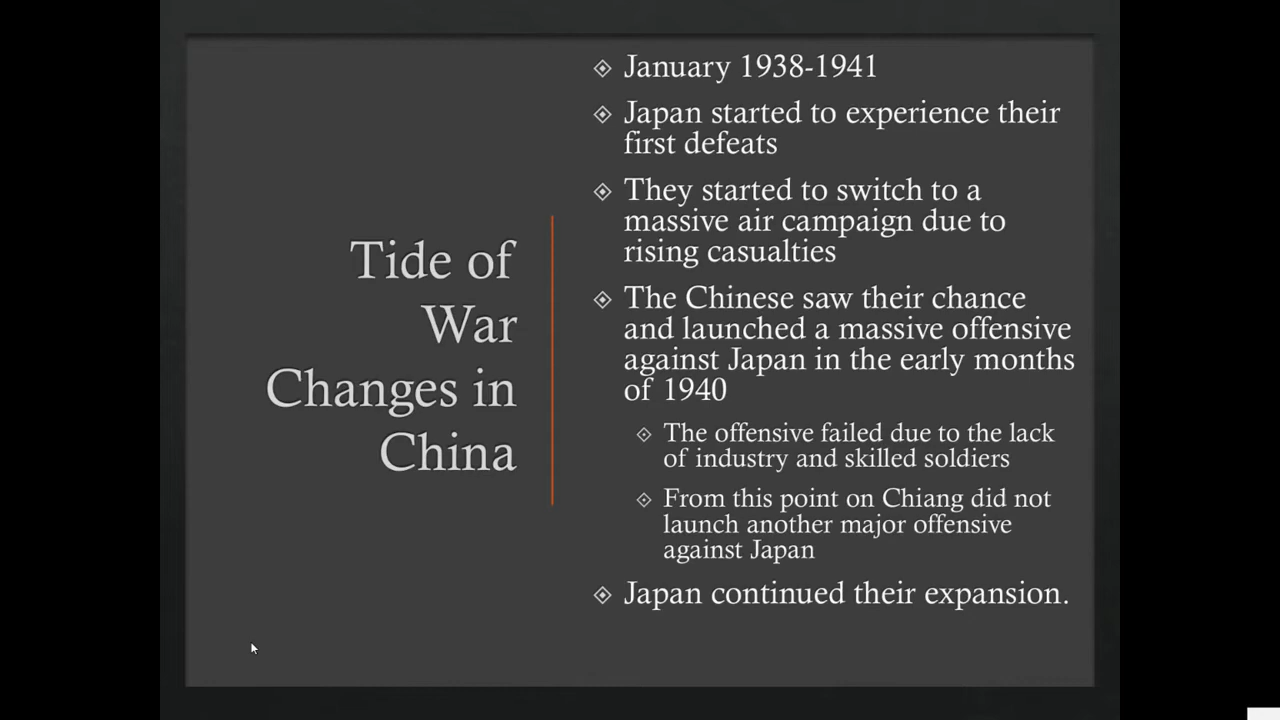 Tide of
War
Changes in
China
January 1938-1941
Japan started to experience their
first defeats
They started to switch to a
massive air campaign due to
rising casualties
The Chinese saw their chance
and launched a massive offensive
against Japan in the early months
of 1940
The offensive failed due to the lack
of industry and skilled soldiers
From this point on Chiang did not
launch another major offensive
against Japan
Japan continued their expansion.